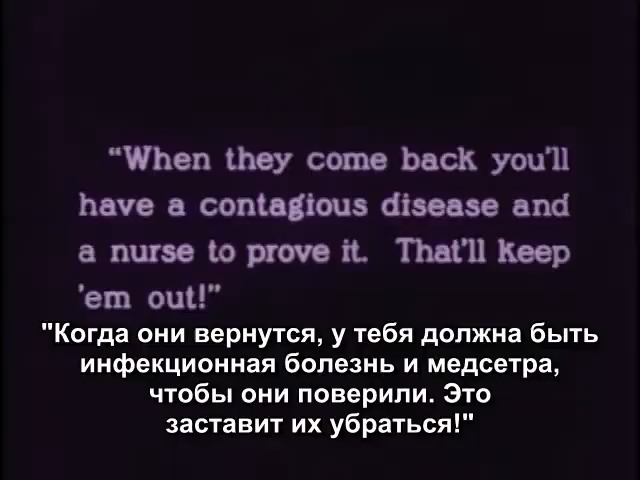 “When they come back you'll
have a contagious disease and
a nurse to prove it. That'll keep
'em out!”
"Когда они вернутся, у тебя должна быть
инфекционная болезнь и медсетра,
чтобы они поверили. Это
заставит их убраться!"